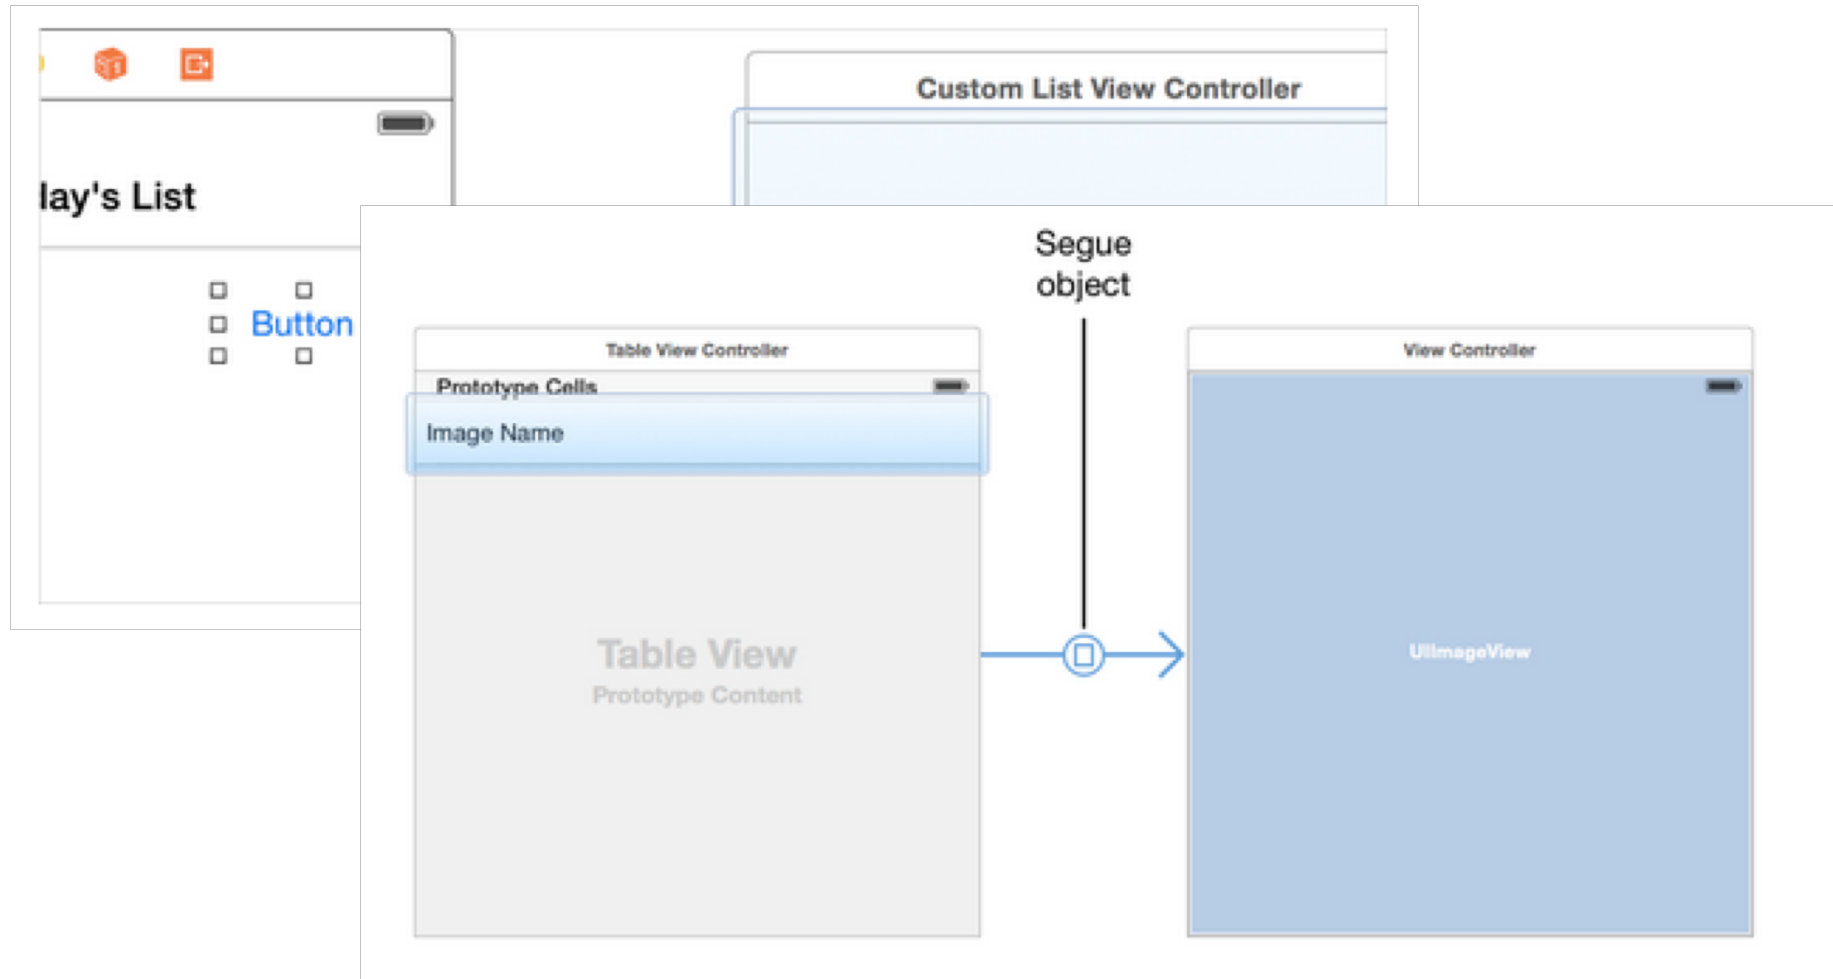 Custom List View Controller
lay's List
Button
Segue
object
Table View Controller
Prototype Cells
Image Name
Table View
Prototype Content
View Controller
UIImageView